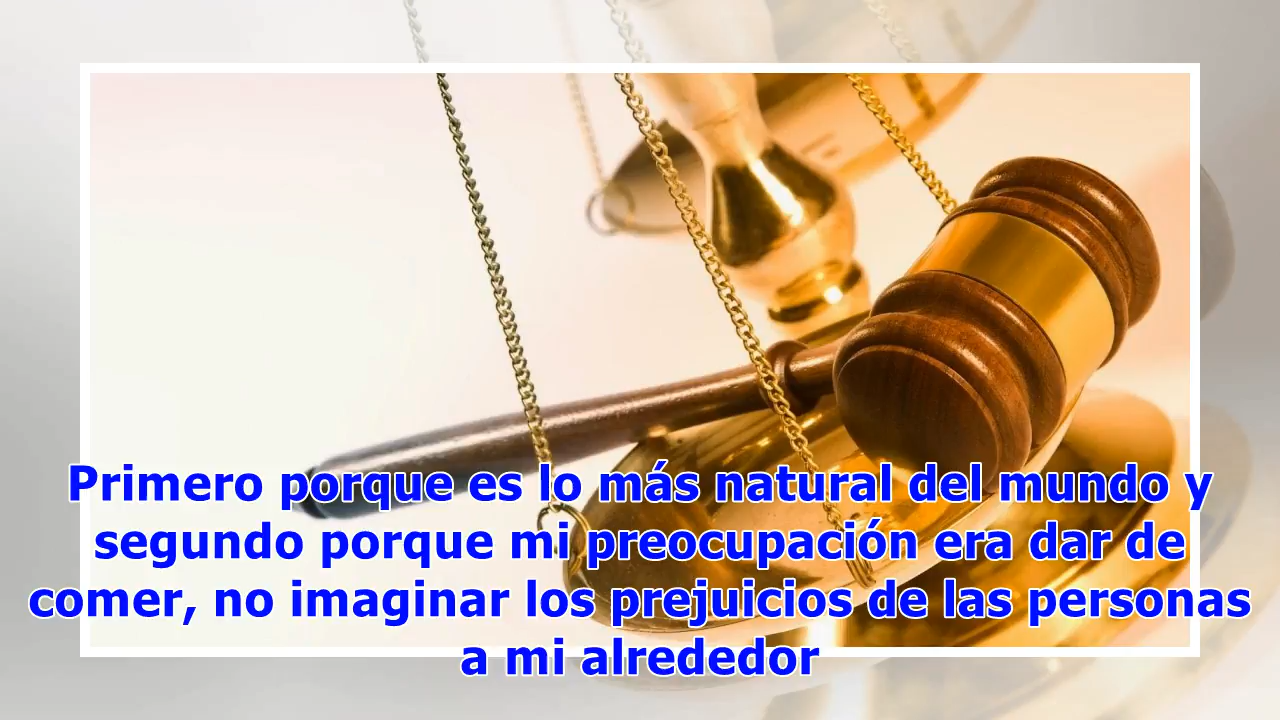 Primero porque es lo más natural del mundo y
segundo porque mi preocupación era dar de
comer, no imaginar los prejuicios de las personas
a mi alrededor